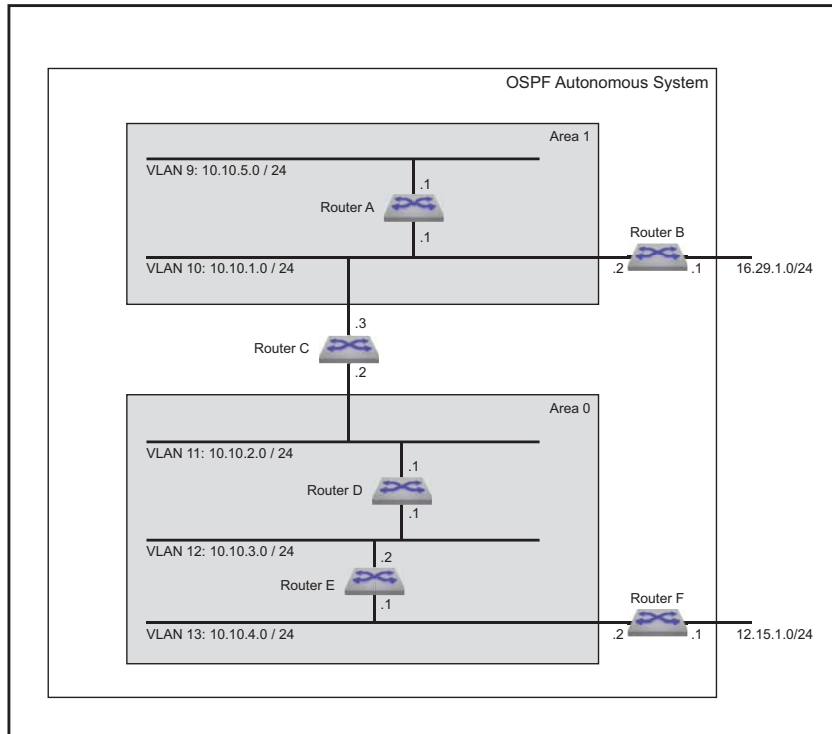 OSPF Autonomous System
Area 1
VLAN 9: 10.10.5.0 / 24
.1
Router A
.1
Router B
VLAN 10: 10.10.1.0 / 24
.2
.1
16.29.1.0/24
.3
Router C
.2
Area 0
VLAN 11: 10.10.2.0 / 24
.1
Router D
.1
VLAN 12: 10.10.3.0 / 24
.2
Router E
.1
Router F
VLAN 13: 10.10.4.0 / 24
.2
.1
12.15.1.0/24